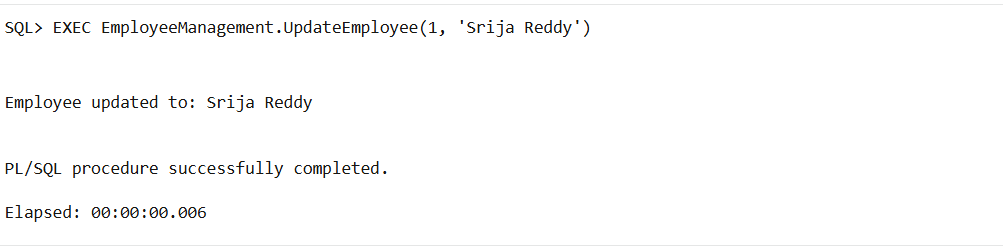 SQL> EXEC EmployeeManagement.UpdateEmployee(1, 'Srija Reddy')
Employee updated to: Srija Reddy
PL/SQL procedure successfully completed.
Elapsed: 00:00:00.006